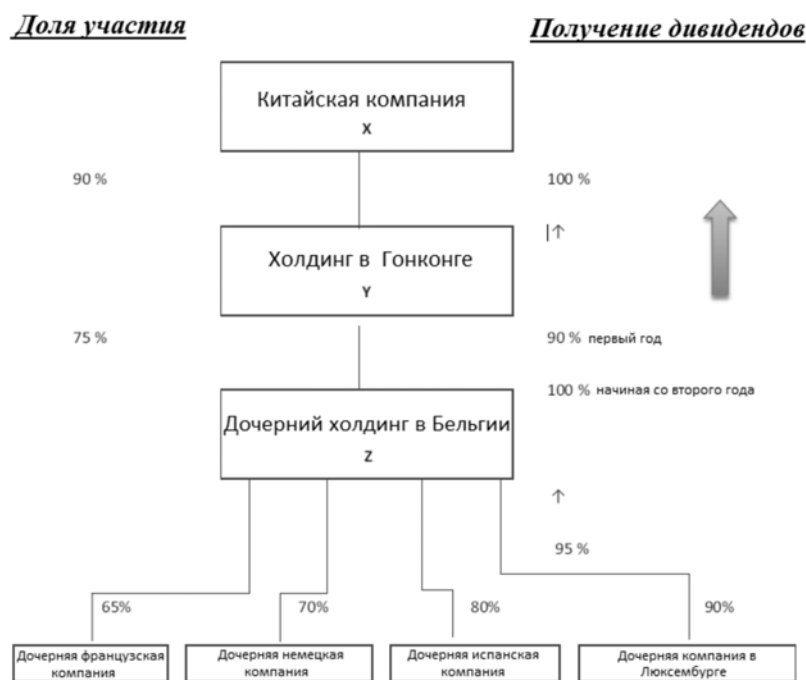 Доля участия
Получение дивидендов
Китайская компания
X
90 %
100 %
|↑
Холдинг в Гонконге
Y
75 %
90 % первый год
100 % начиная со второго года
Дочерний холдинг в Бельгии
Z
↑
95 %
65%
70%
80%
90%
Дочерняя французская
компания
Дочерняя немецкая
компания
Дочерняя испанская
компания
Дочерняя компания в
Люксембурге